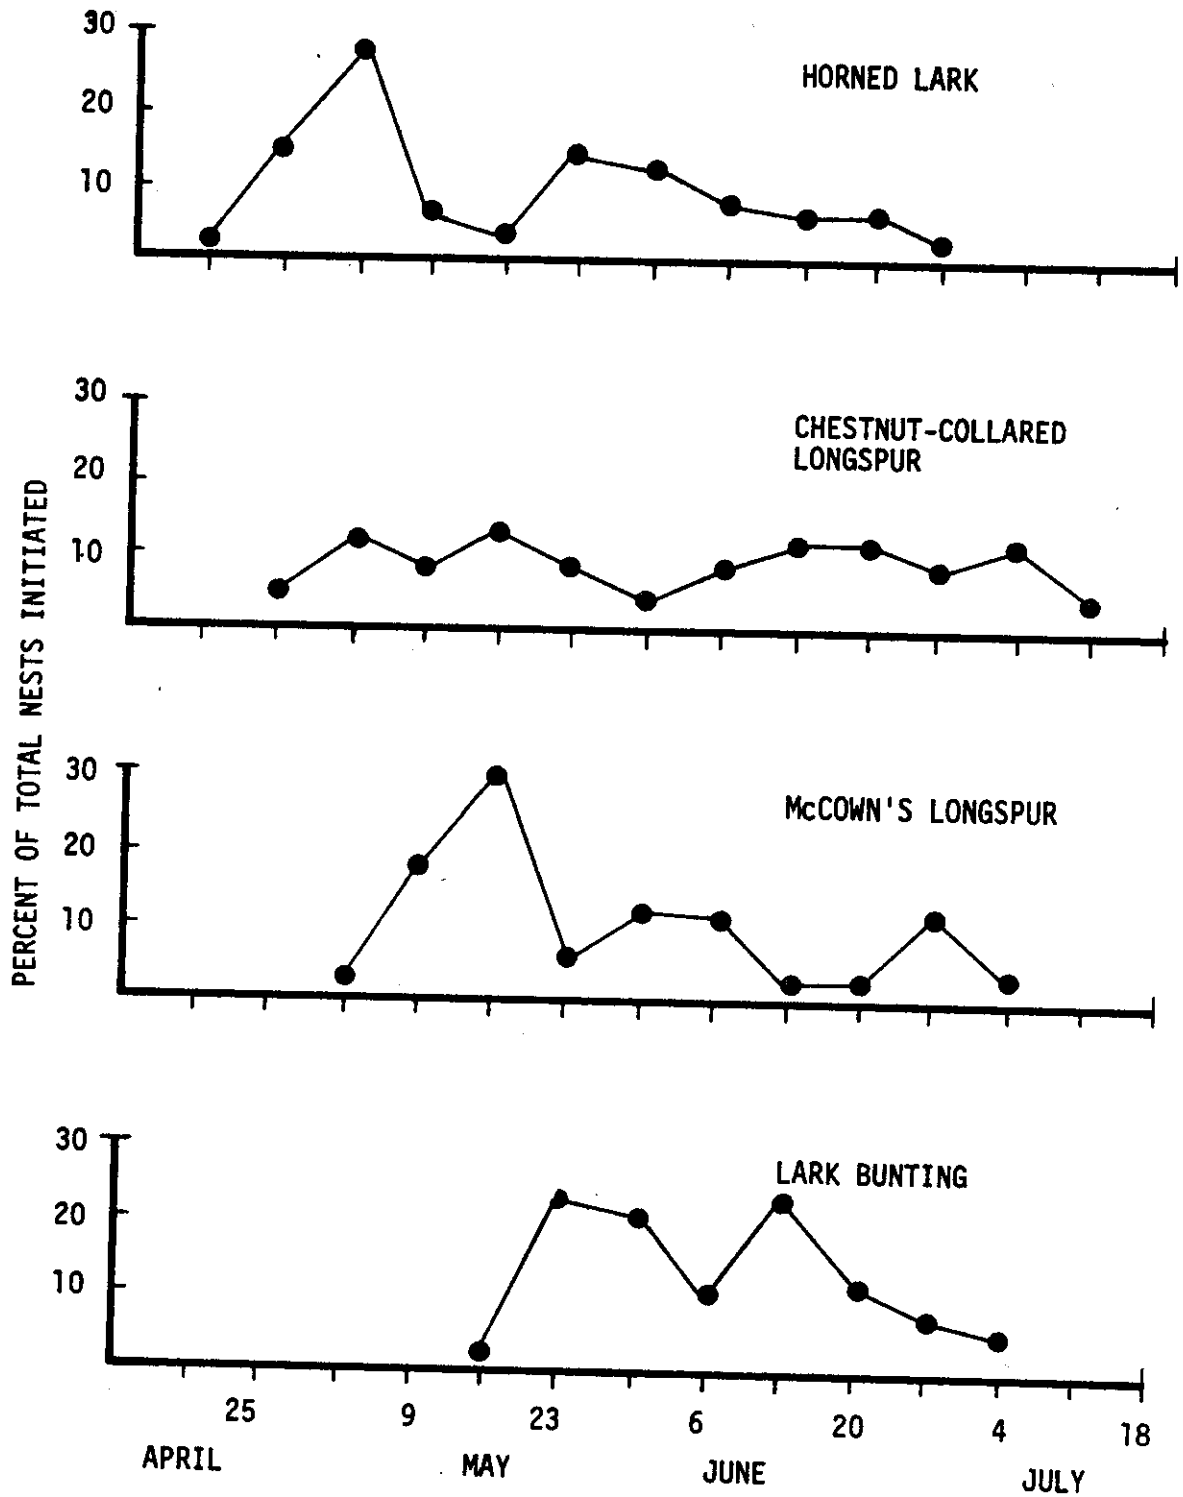 30
HORNED LARK
20
10
30
CHESTNUT-COLLARED
LONGSPUR
20
10
PERCENT OF TOTAL NESTS INITIATED
30
McCOWN'S LONGSPUR
20
10
30
LARK BUNTING
20
10
25 9 23 6 20 4 18
APRIL MAY JUNE JULY